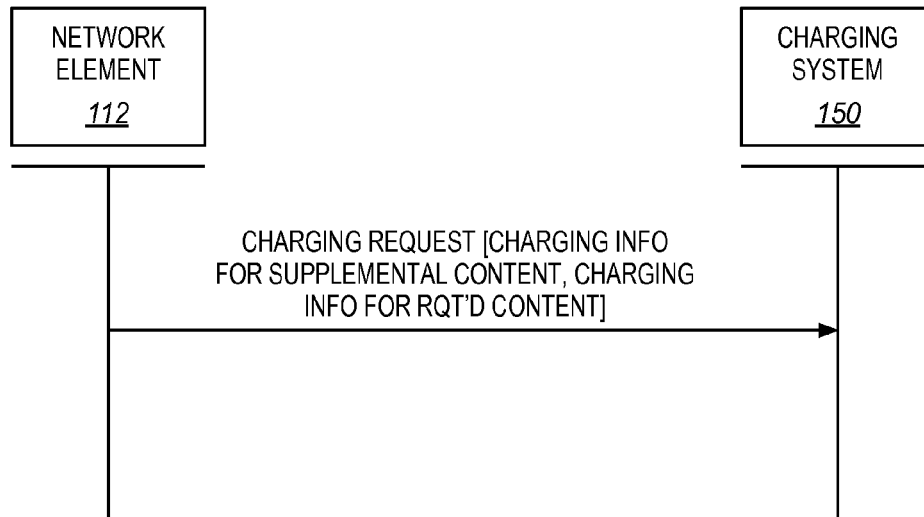 NETWORK
ELEMENT
112
CHARGING
SYSTEM
150
CHARGING REQUEST [CHARGING INFO
FOR SUPPLEMENTAL CONTENT, CHARGING
INFO FOR RQT'D CONTENT]